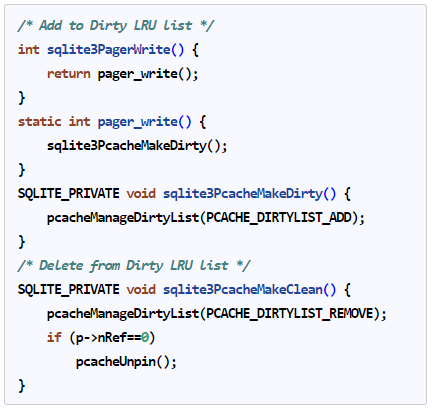 /* Add to Dirty LRU list */
int sqlite3PagerWrite() {
    return pager_write();
}
static int pager_write() {
    sqlite3PcacheMakeDirty();
}
SQLITE_PRIVATE void sqlite3PcacheMakeDirty() {
    pcacheManageDirtyList(PCACHE_DIRTYLIST_ADD);
}
/* Delete from Dirty LRU list */
SQLITE_PRIVATE void sqlite3PcacheMakeClean() {
    pcacheManageDirtyList(PCACHE_DIRTYLIST_REMOVE);
    if (p->nRef==0)
        pcacheUnpin();
}